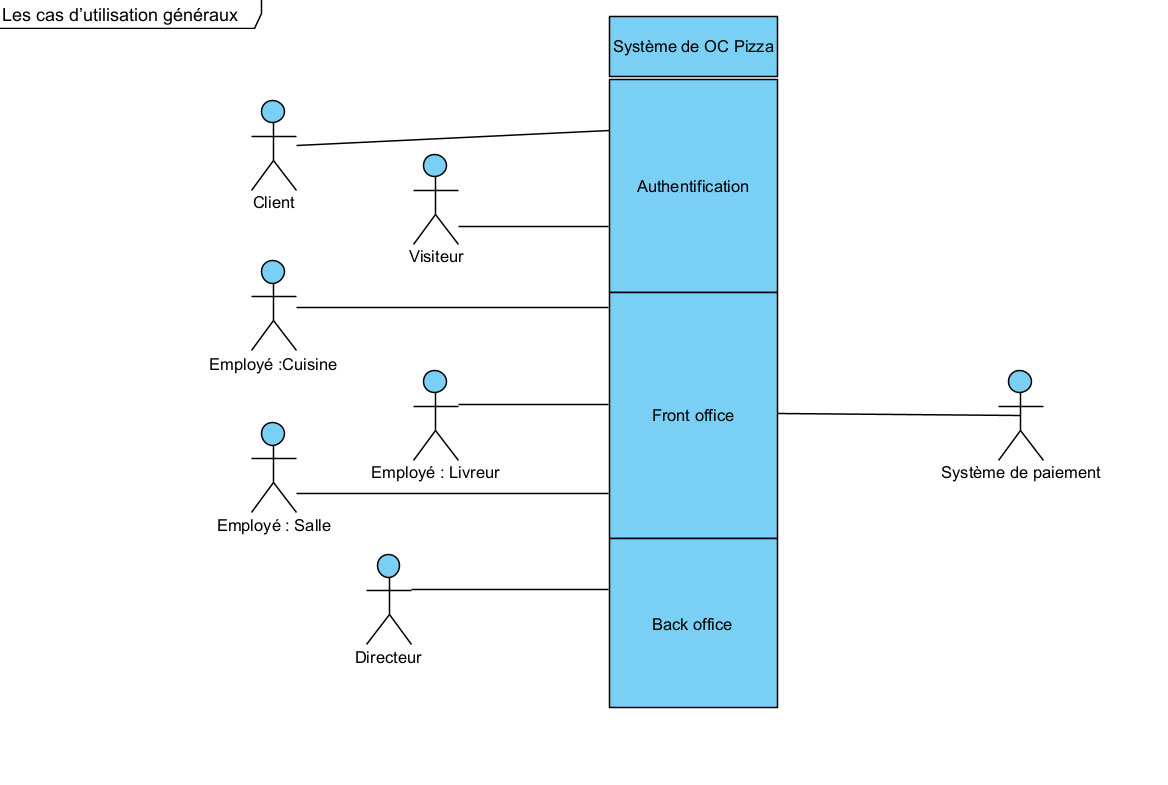 Les cas d’utilisation généraux
Système de OC Pizza
Authentification
Client
Visiteur
Employé :Cuisine
Front office
Employé : Livreur
Système de paiement
Employé : Salle
Back office
Directeur